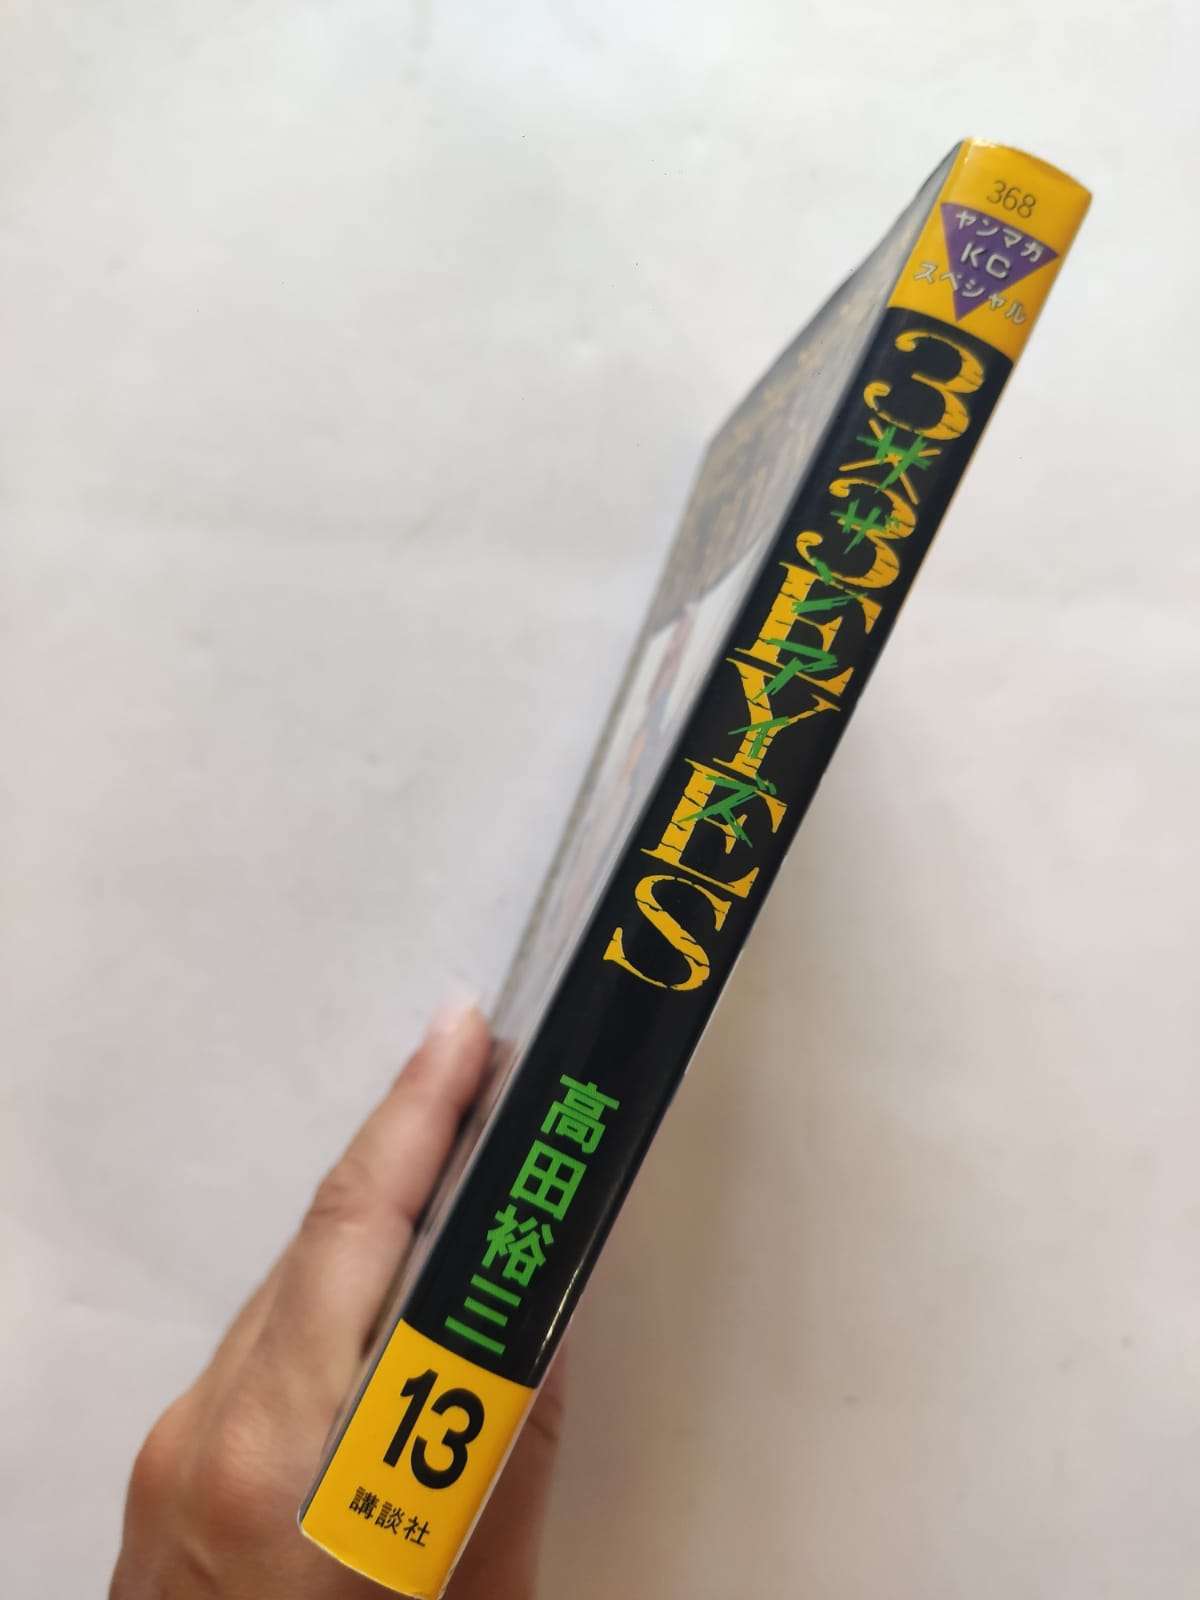 368
ヤンマガ
KC
スペシャル
3×3EYES
サザンアイズ
高田裕三
13
講談社